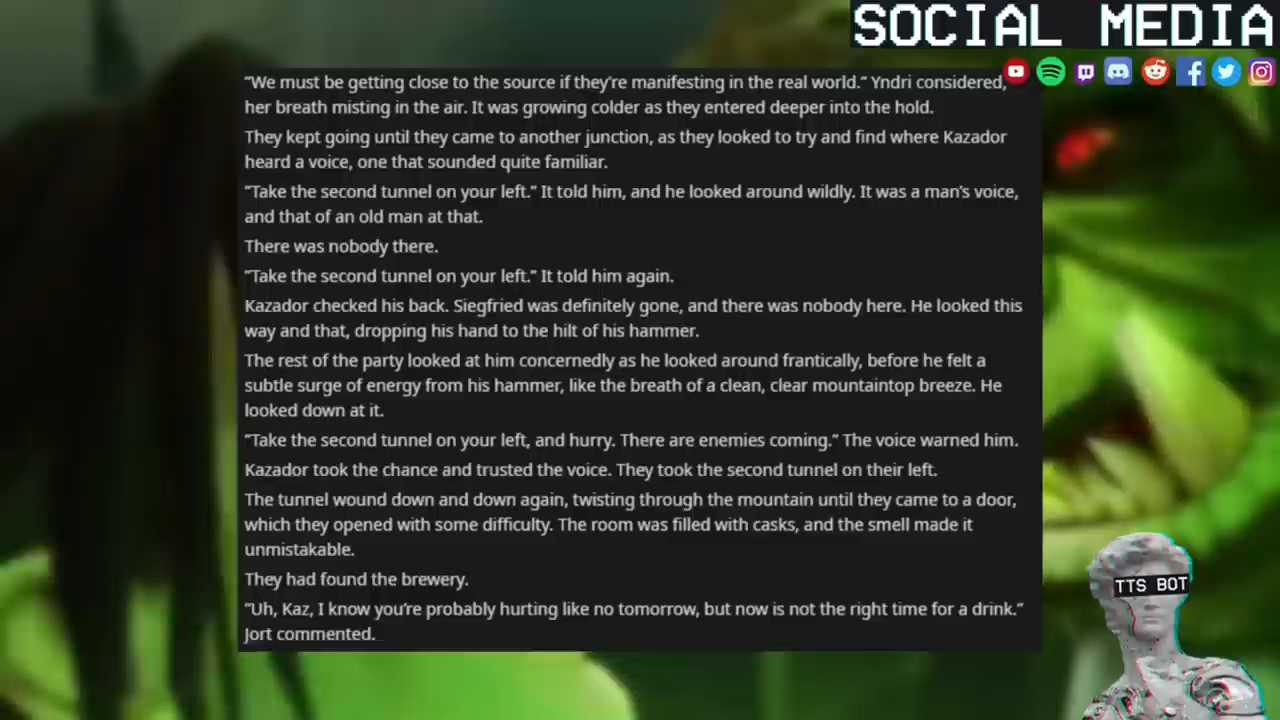 SOCIAL MEDIA
"We must be getting close to the source if they're manifesting in the real world." Yndri considered,
her breath misting in the air. It was growing colder as they entered deeper into the hold.
They kept going until they came to another junction, as they looked to try and find where Kazador
heard a voice, one that sounded quite familiar.
"Take the second tunnel on your left." It told him, and he looked around wildly. It was a man's voice,
and that of an old man at that.
There was nobody there.
"Take the second tunnel on your left." It told him again.
Kazador checked his back. Siegfried was definitely gone, and there was nobody here. He looked this
way and that, dropping his hand to the hilt of his hammer.
The rest of the party looked at him concernedly as he looked around frantically, before he felt a
subtle surge of energy from his hammer, like the breath of a clean, clear mountaintop breeze. He
looked down at it.
"Take the second tunnel on your left, and hurry. There are enemies coming." The voice warned him.
Kazador took the chance and trusted the voice. They took the second tunnel on their left.
The tunnel wound down and down again, twisting through the mountain until they came to a door,
which they opened with some difficulty. The room was filled with casks, and the smell made it
unmistakable.
They had found the brewery.
"Uh, Kaz, I know you're probably hurting like no tomorrow, but now is not the right time for a drink."
Jort commented.
TTS BOT